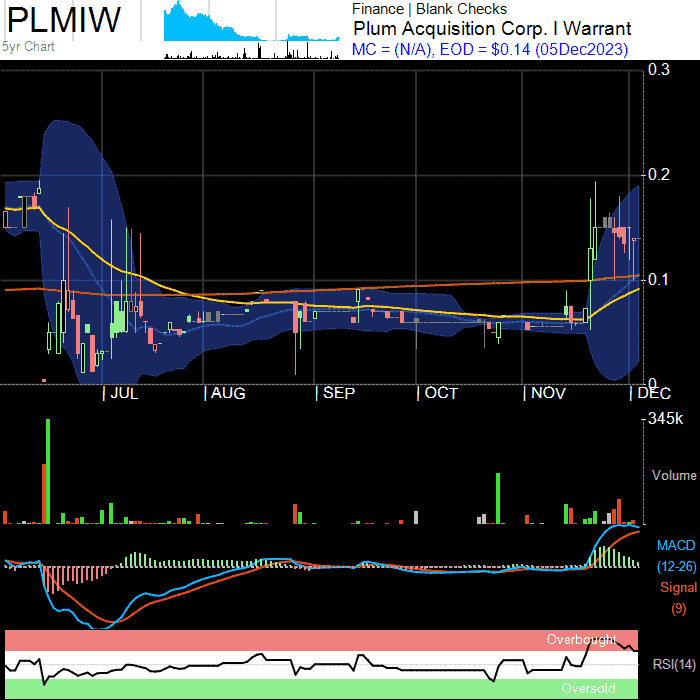 PLMIW
5yr Chart
Finance | Blank Checks
Plum Acquisition Corp. I Warrant
MC = (N/A), EOD = $0.14 (05Dec2023)
0.3
0.2
0.1
0
JUL AUG SEP OCT NOV DEC
345k
Volume
MACD
(12-26)
Signal
(9)
Overbought
RSI(14)
Oversold